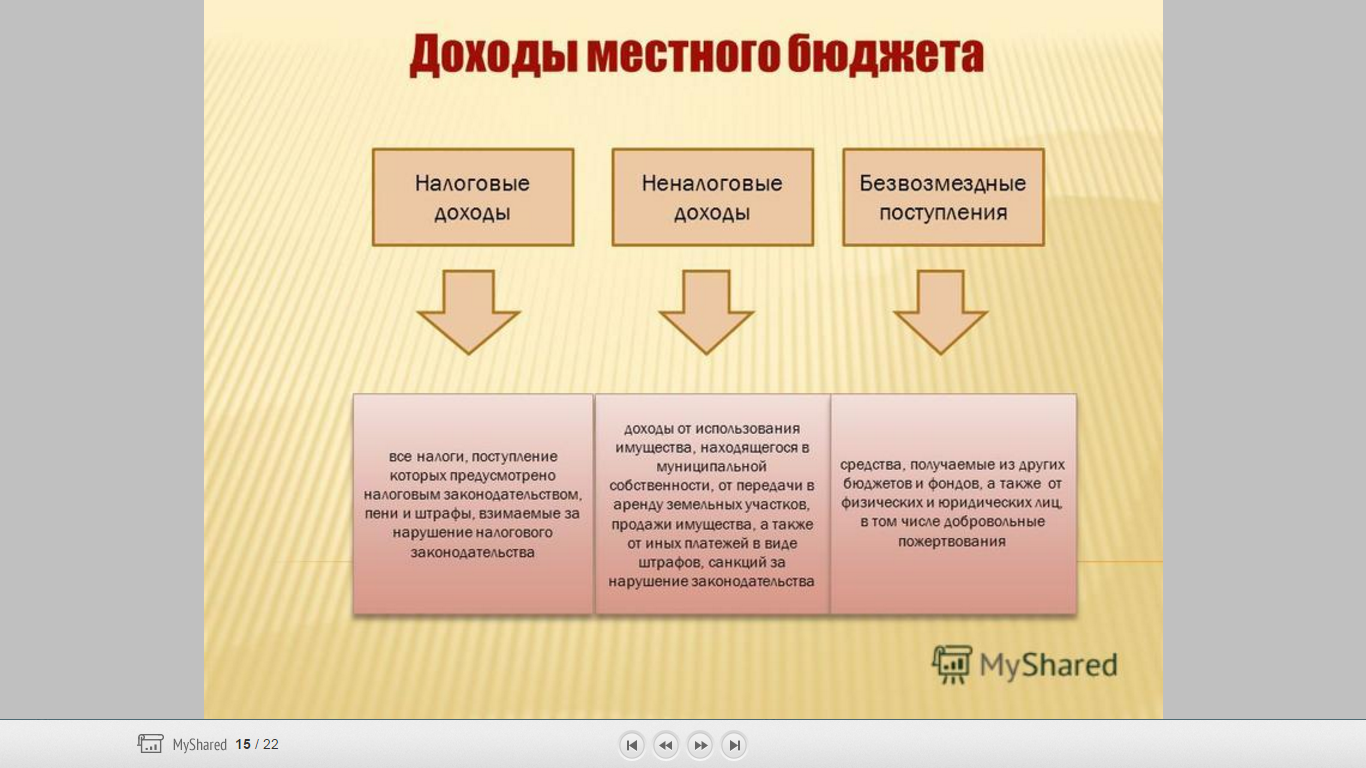 Доходы местного бюджета
Налоговые
доходы
Неналоговые
доходы
Безвозмездные
поступления
все налоги, поступление
которых предусмотрено
налоговым законодательством,
пени и штрафы, взимаемые за
нарушение налогового
законодательства
доходы от использования
имущества, находящегося в
муниципальной
собственности, от передачи в
аренду земельных участков,
продажи имущества, а также
от иных платежей в виде
штрафов, санкций за
нарушение законодательства
средства, получаемые из других
бюджетов и фондов, а также от
физических и юридических лиц,
в том числе добровольные
пожертвования
MyShared
MyShared 15 / 22